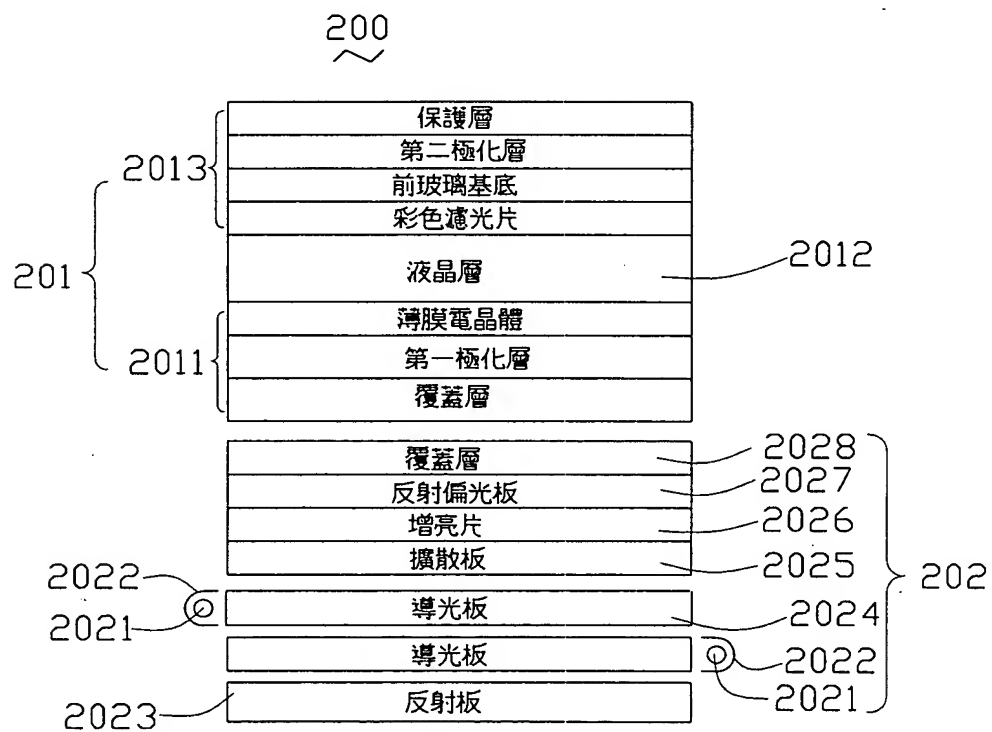 200
保護層
第二極化層
2013
前玻璃基底
彩色濾光片
201
液晶層
2012
薄膜電晶體
2011
第一極化層
覆蓋層
覆蓋層
2028
反射偏光板
2027
增亮片
2026
擴散板
2025
202
2022
2021
導光板
2024
導光板
2022
2021
2023
反射板